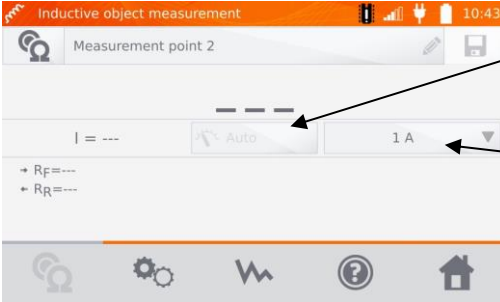 Inductive object measurement 10:43
Measurement point 2
---
I = --- Auto 1 A
→ RF=---
← RR=---